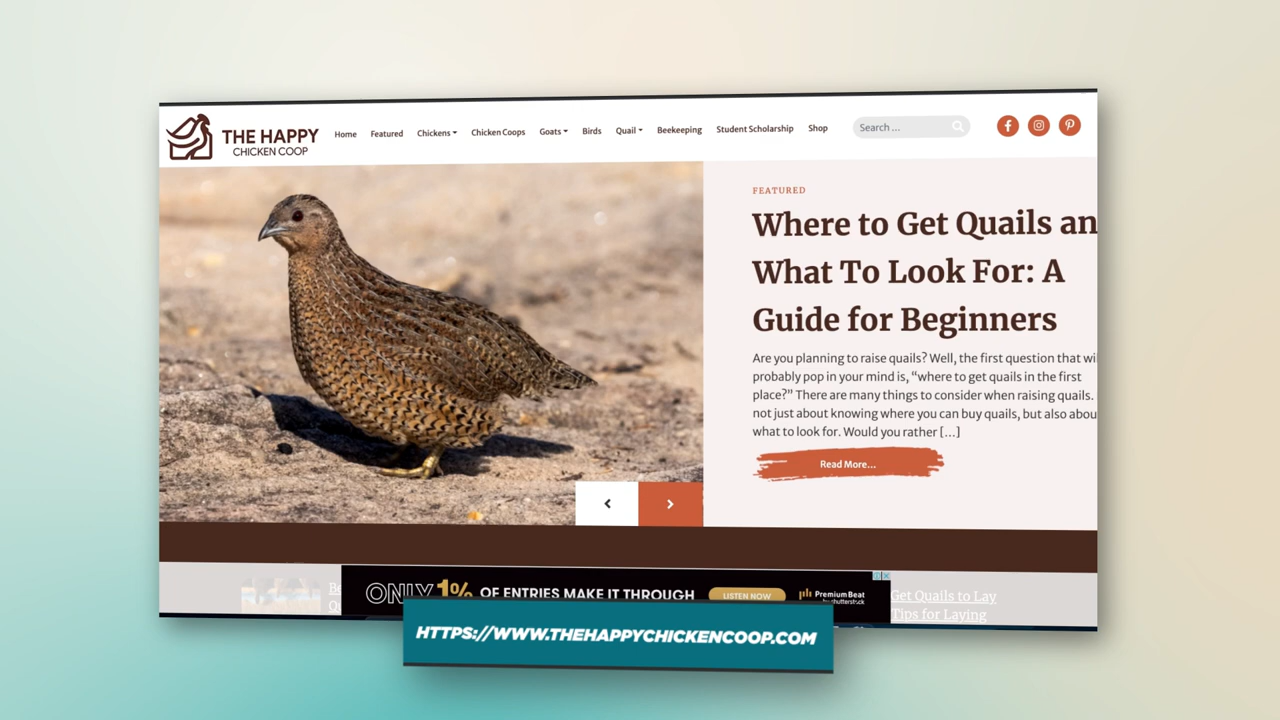 THE HAPPY
CHICKEN COOP
Home Featured Chickens Chicken Coops Goats Birds Quail Beekeeping Student Scholarship Shop
Search ...
FEATURED
Where to Get Quails an
What To Look For: A
Guide for Beginners
Are you planning to raise quails? Well, the first question that wi
probably pop in your mind is, “where to get quails in the first
place?” There are many things to consider when raising quails.
not just about knowing where you can buy quails, but also abou
what to look for. Would you rather [...]
Read More...
ONLY 1% OF ENTRIES MAKE IT THROUGH
LISTEN NOW
PremiumBeat
by shutterstock
Get Quails to Lay
Tips for Laying
HTTPS://WWW.THEHAPPYCHICKENCOOP.COM